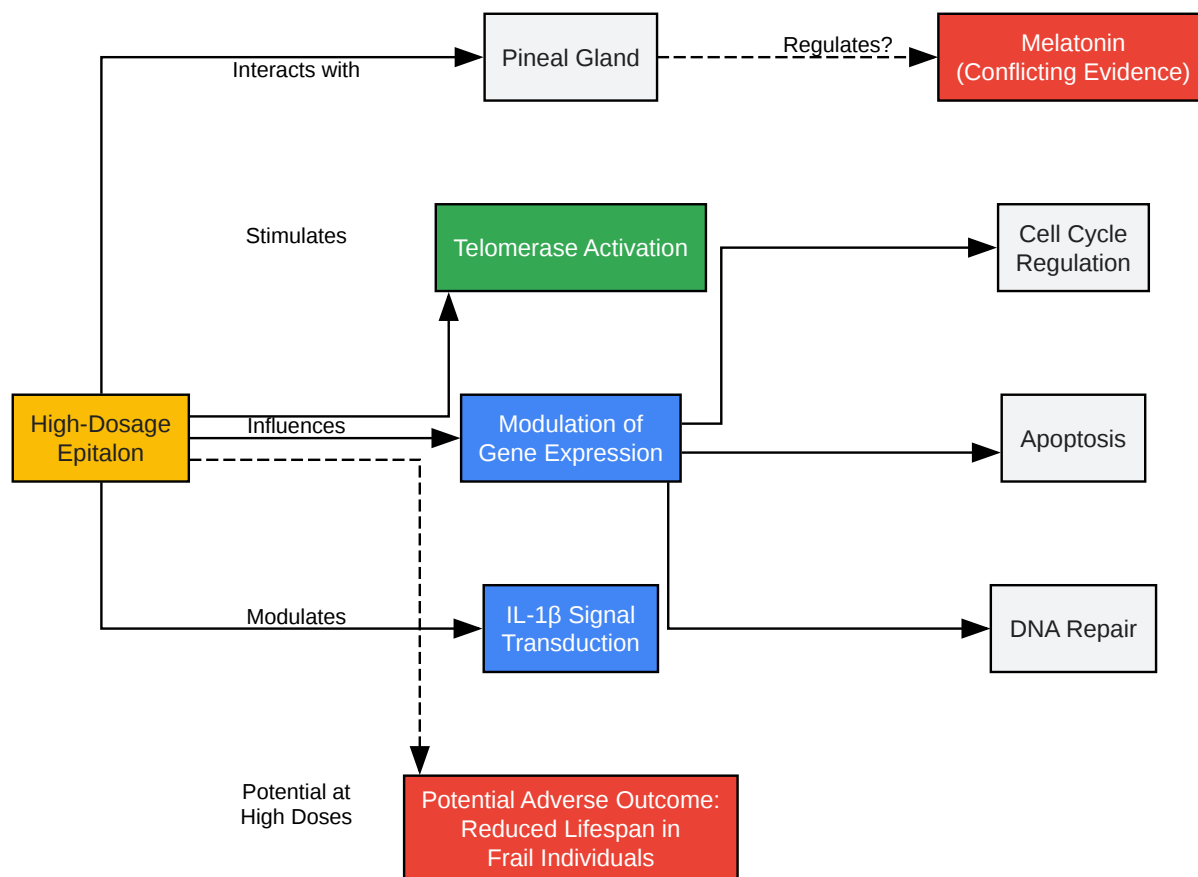 Pineal Gland
Regulates?
Melatonin
(Conflicting Evidence)
Interacts with
Stimulates
Telomerase Activation
Cell Cycle
Regulation
High-Dosage
Epitalon
Influences
Modulation of
Gene Expression
Apoptosis
Modulates
IL-1β Signal
Transduction
DNA Repair
Potential at
High Doses
Potential Adverse Outcome:
Reduced Lifespan in
Frail Individuals